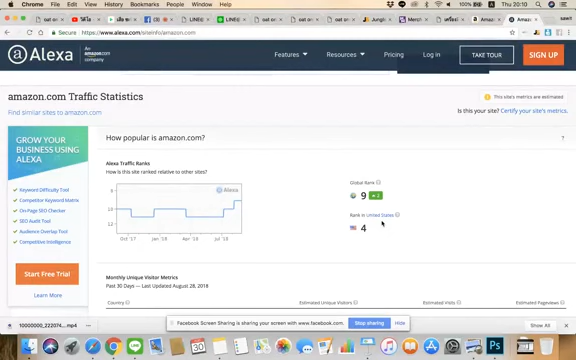 Chrome File Edit View History Bookmarks People Window Help
100% Thu 20:10
Secure https://www.alexa.com/siteinfo/amazon.com
Alexa An amazon.com company Features Resources Pricing Log in TAKE TOUR SIGN UP
amazon.com Traffic Statistics
This site's metrics are estimated
Find similar sites to amazon.com
Is this your site? Certify your site's metrics.
GROW YOUR
BUSINESS USING
ALEXA
Keyword Difficulty Tool
Competitor Keyword Matrix
On-Page SEO Checker
SEO Audit Tool
Audience Overlap Tool
Competitive Intelligence
Start Free Trial
Learn More
How popular is amazon.com?
?
Alexa Traffic Ranks
How is this site ranked relative to other sites?
Alexa
10
12
Oct '17 Jan '18 Apr '18 Jul '18
Global Rank
9
Rank in United States
4
Monthly Unique Visitor Metrics
Past 30 Days – Last Updated August 28, 2018
Country Estimated Unique Visitors Estimated Visits Estimated Pageviews
10000000_222074....mp4
Facebook Screen Sharing is sharing your screen with www.facebook.com. Stop sharing Hide
Show All
30
Ps